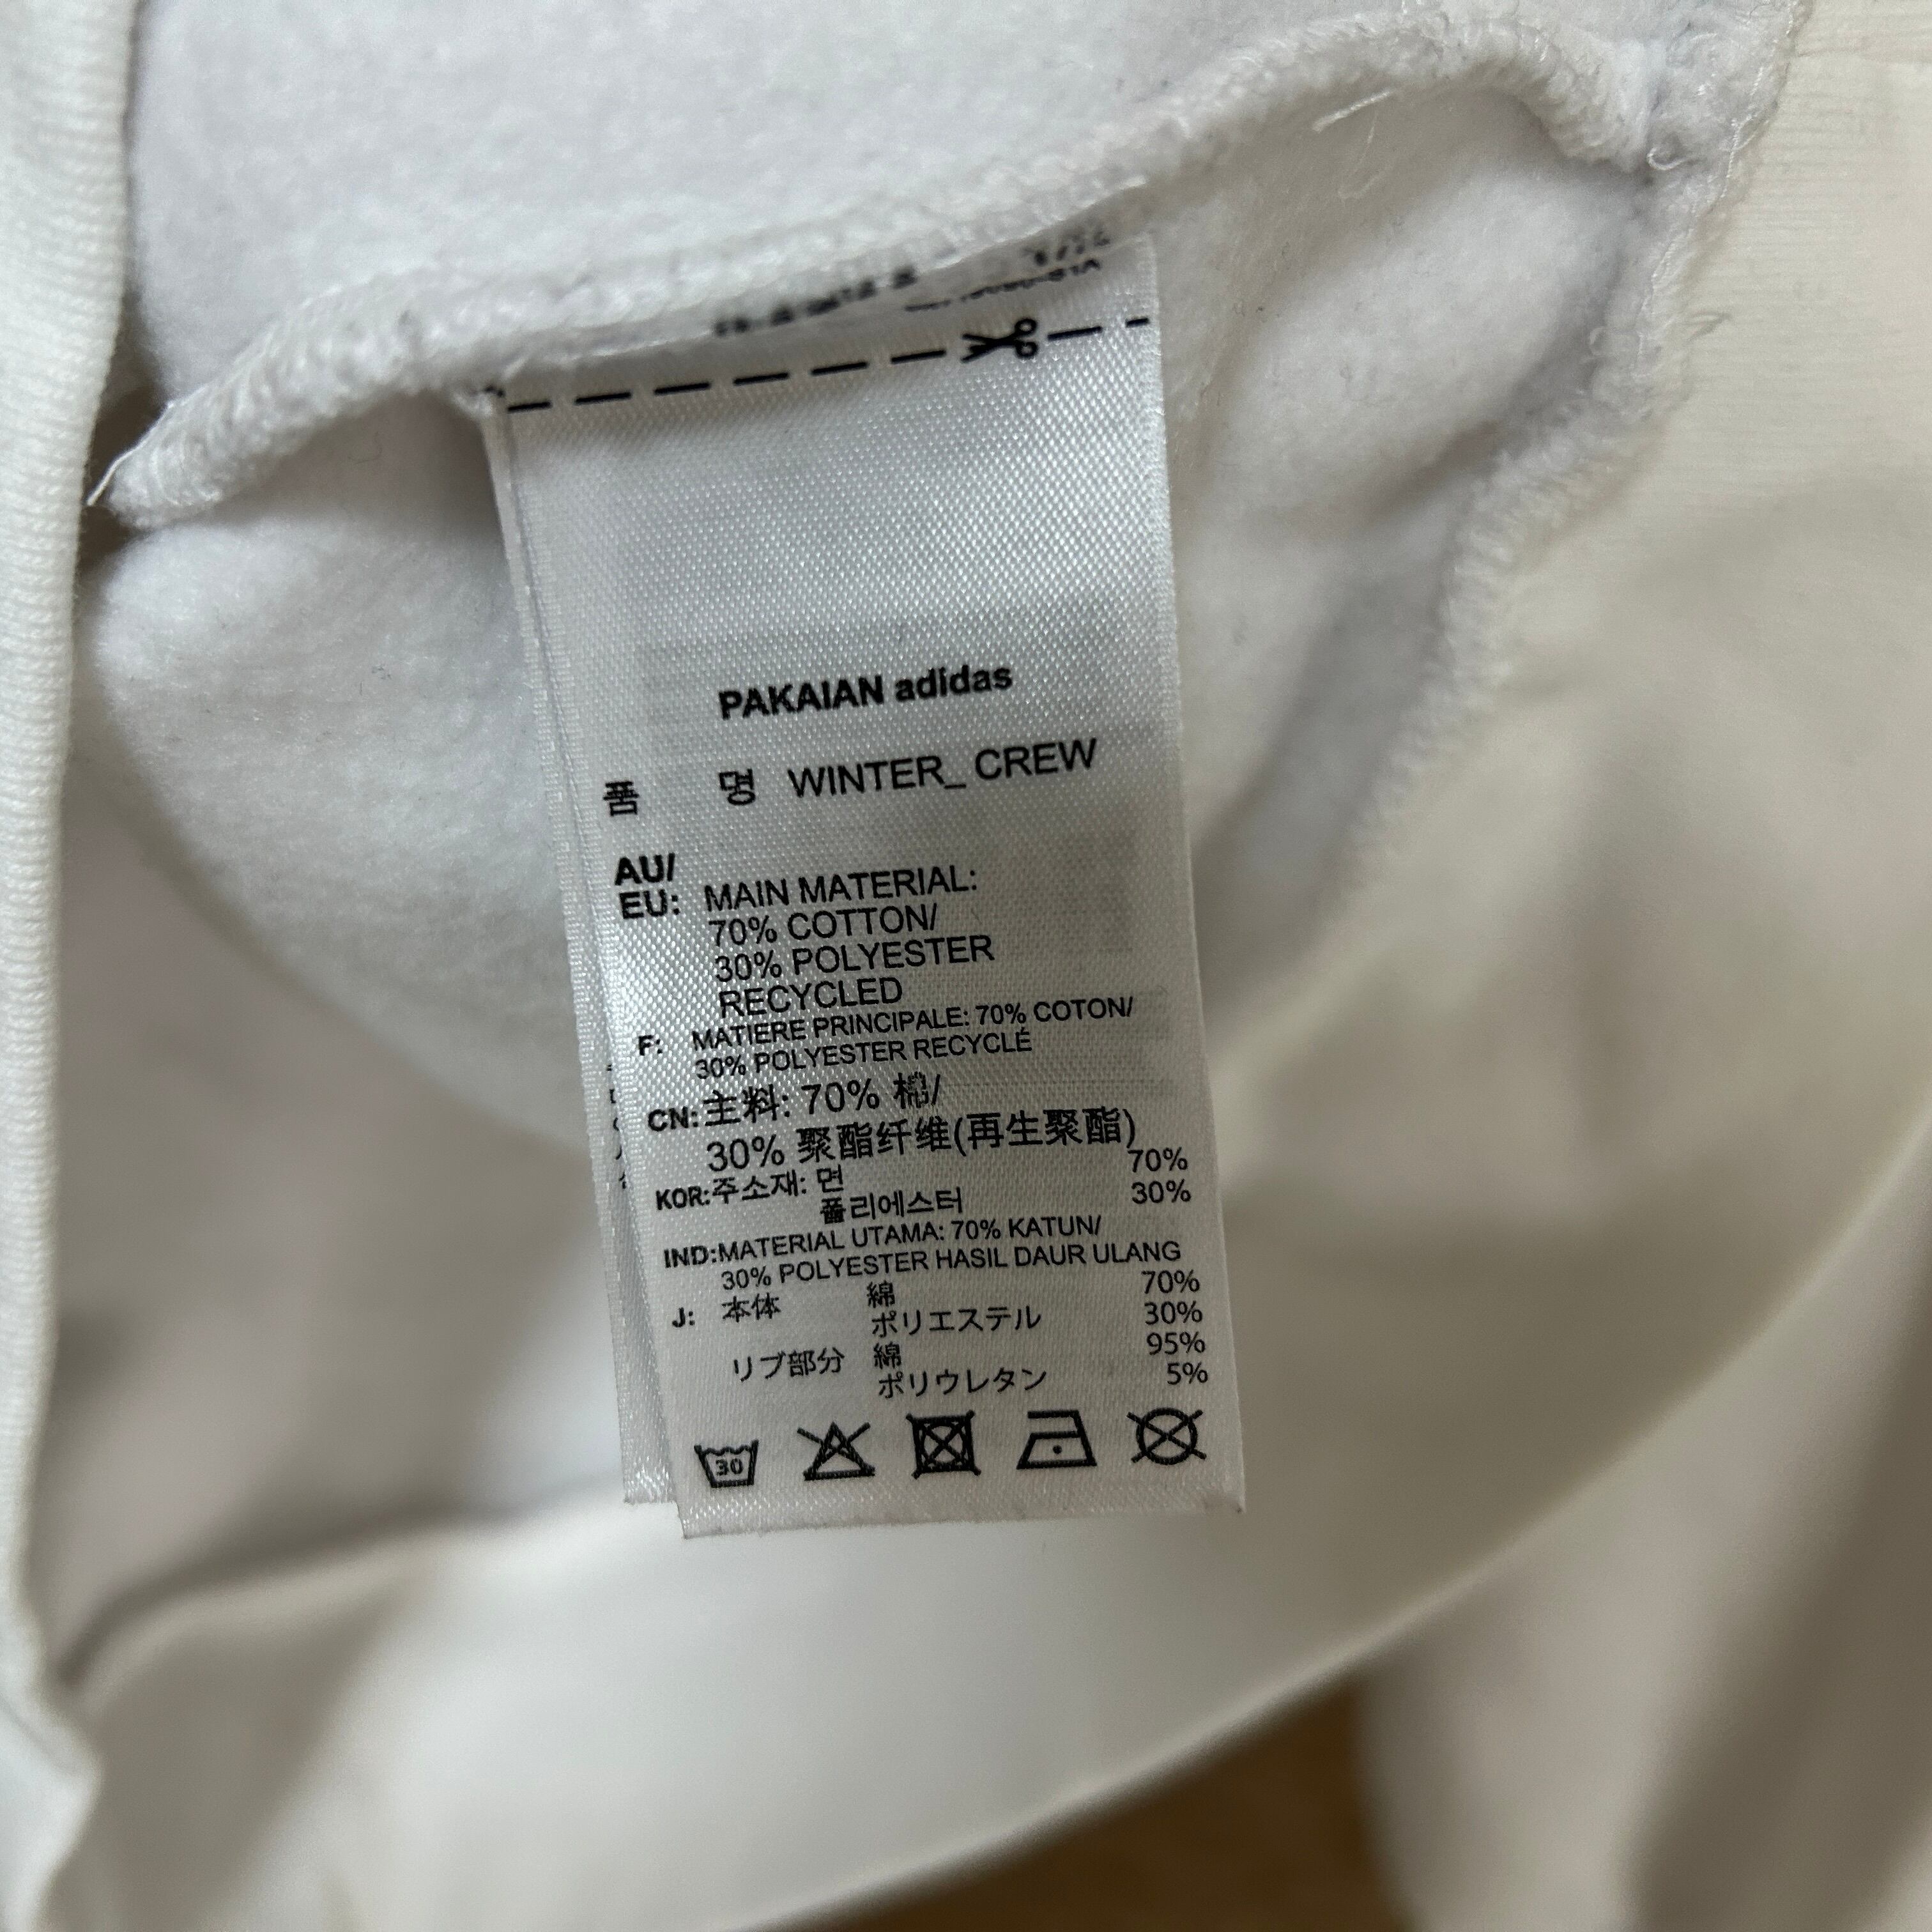 PAKAIAN adidas
품 명 WINTER_ CREW
AU/
EU: MAIN MATERIAL:
70% COTTON/
30% POLYESTER
RECYCLED
F: MATIERE PRINCIPALE: 70% COTON/
30% POLYESTER RECYCLÉ
CN: 主料: 70% 棉/
30% 聚酯纤维(再生聚酯)
KOR: 주소재: 면 70%
폴리에스터 30%
IND: MATERIAL UTAMA: 70% KATUN/
30% POLYESTER HASIL DAUR ULANG
J: 本体 綿 70%
ポリエステル 30%
リブ部分 綿 95%
ポリウレタン 5%
30